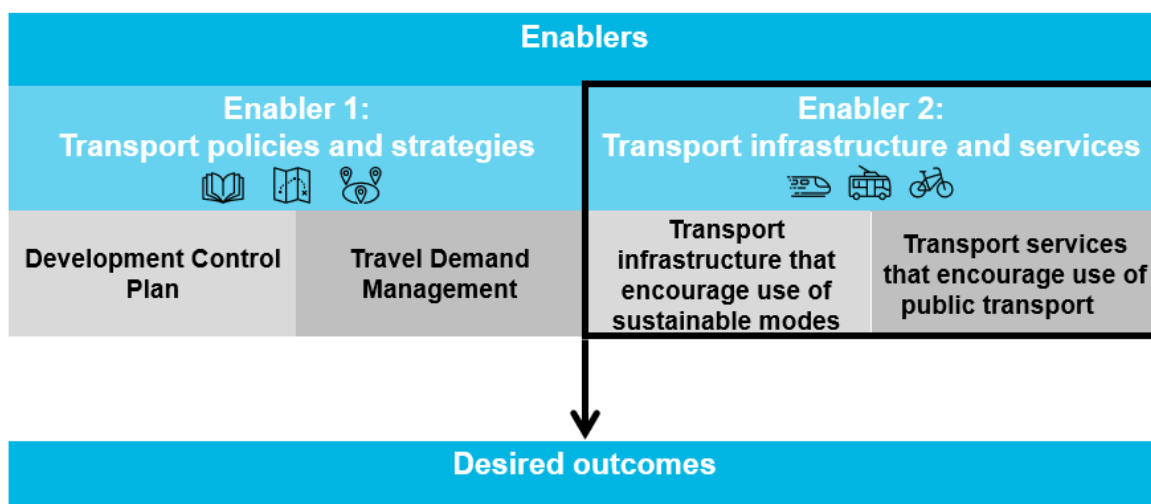 Enablers
Enabler 1:
Transport policies and strategies
Enabler 2:
Transport infrastructure and services
Development Control
Plan
Travel Demand
Management
Transport
infrastructure that
encourage use of
sustainable modes
Transport services
that encourage use of
public transport
Desired outcomes